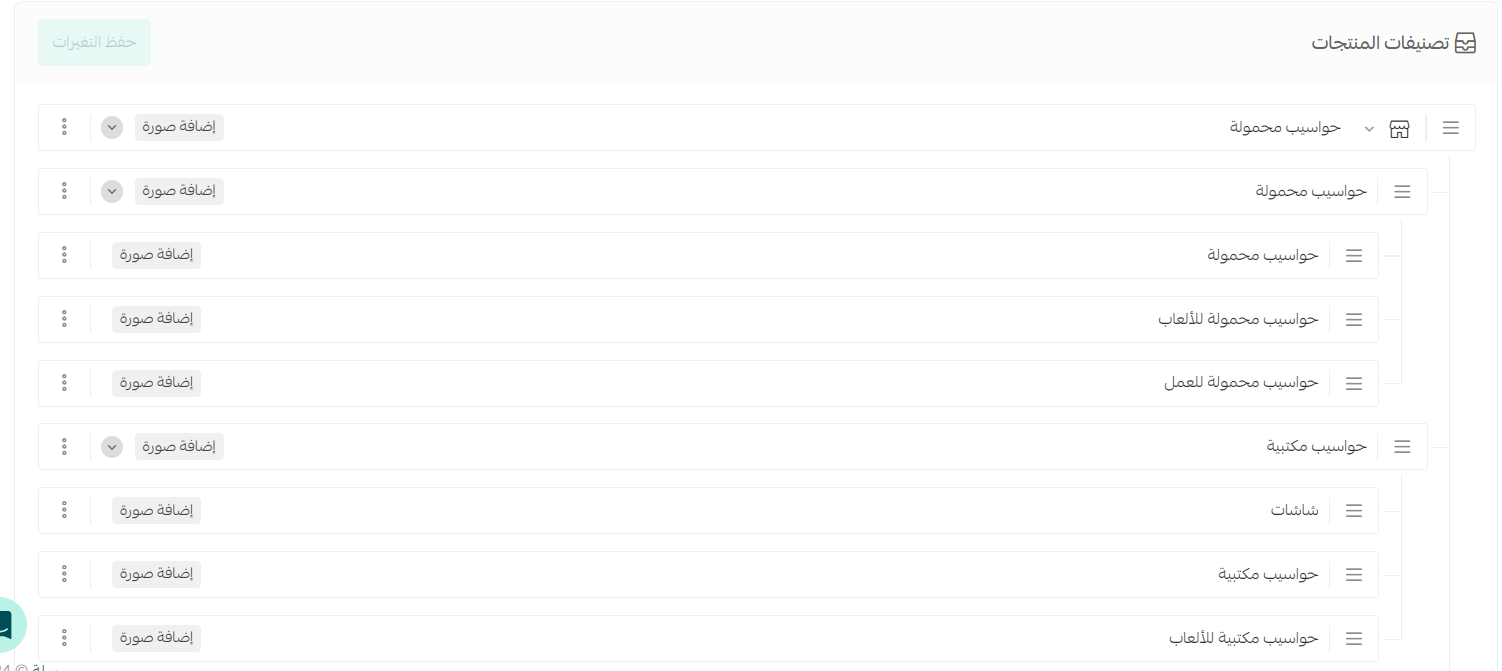 تصنيفات المنتجات
حفظ التغيرات
حواسيب محمولة
إضافة صورة
حواسيب محمولة
إضافة صورة
حواسيب محمولة
إضافة صورة
حواسيب محمولة للألعاب
إضافة صورة
حواسيب محمولة للعمل
إضافة صورة
حواسيب مكتبية
إضافة صورة
شاشات
إضافة صورة
حواسيب مكتبية
إضافة صورة
حواسيب مكتبية للألعاب
إضافة صورة